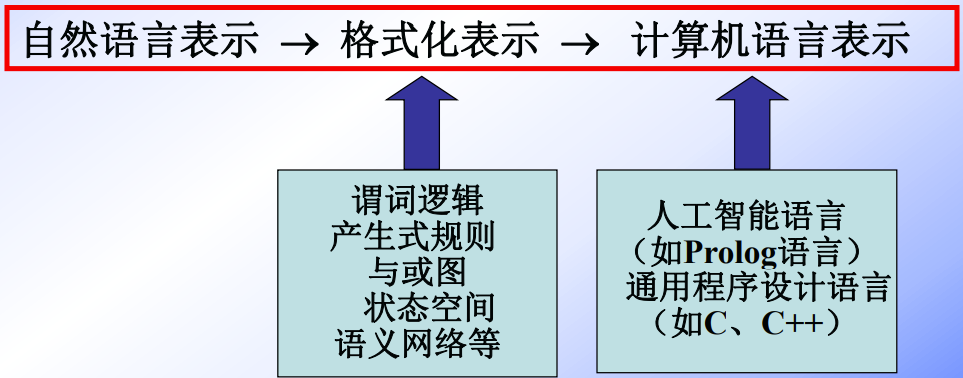 自然语言表示 → 格式化表示 → 计算机语言表示
谓词逻辑
产生式规则
与或图
状态空间
语义网络等
人工智能语言
（如Prolog语言）
通用程序设计语言
（如C、C++）